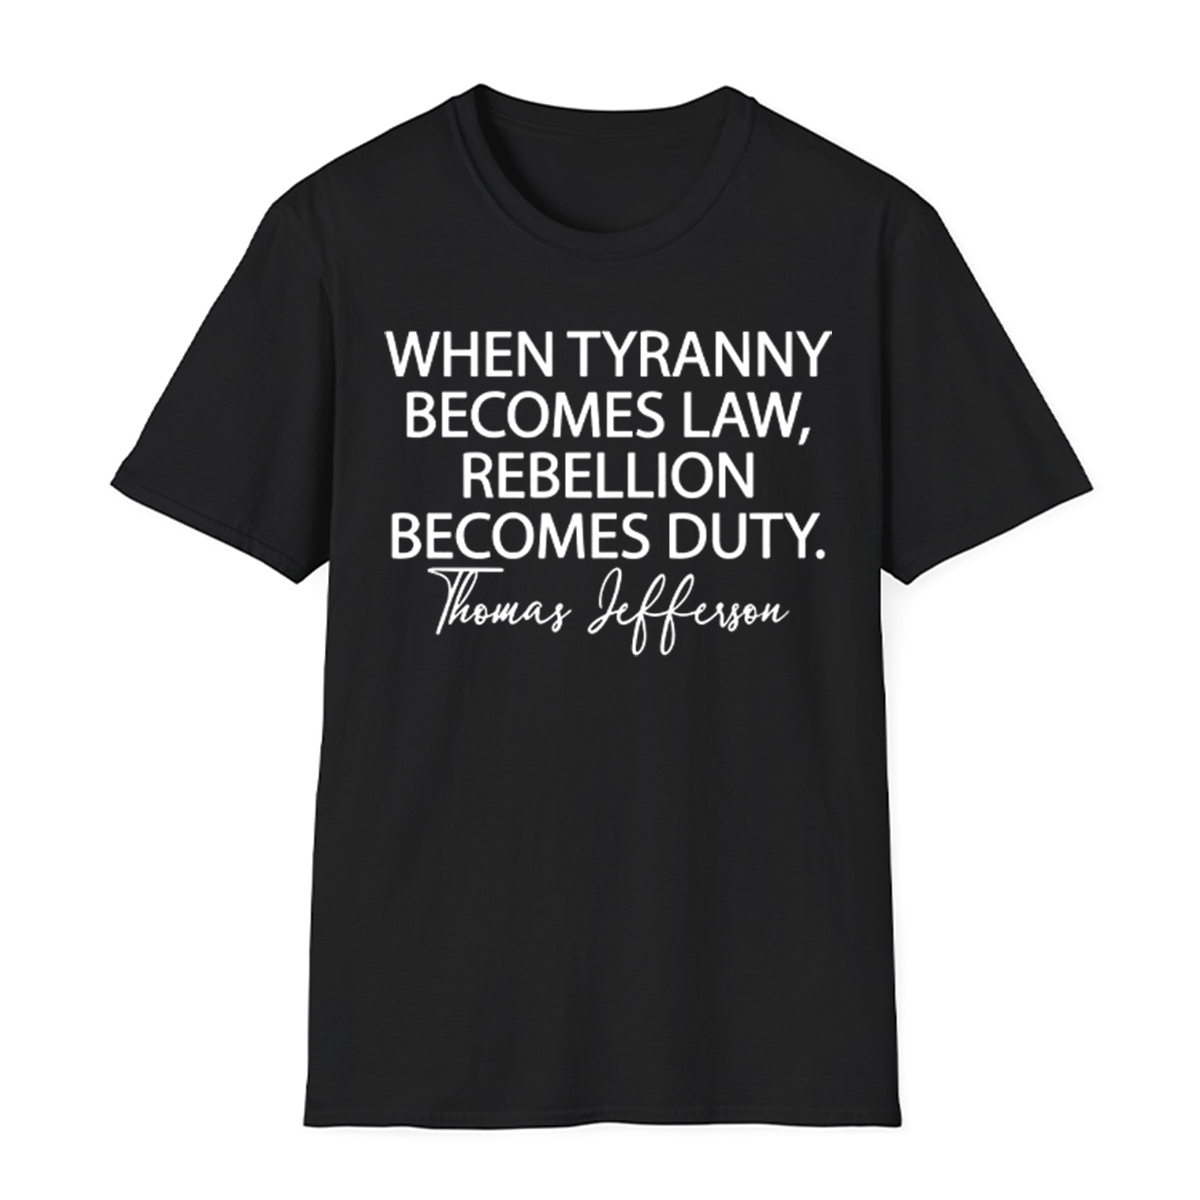 WHEN TYRANNY
BECOMES LAW,
REBELLION
BECOMES DUTY.
Thomas Jefferson